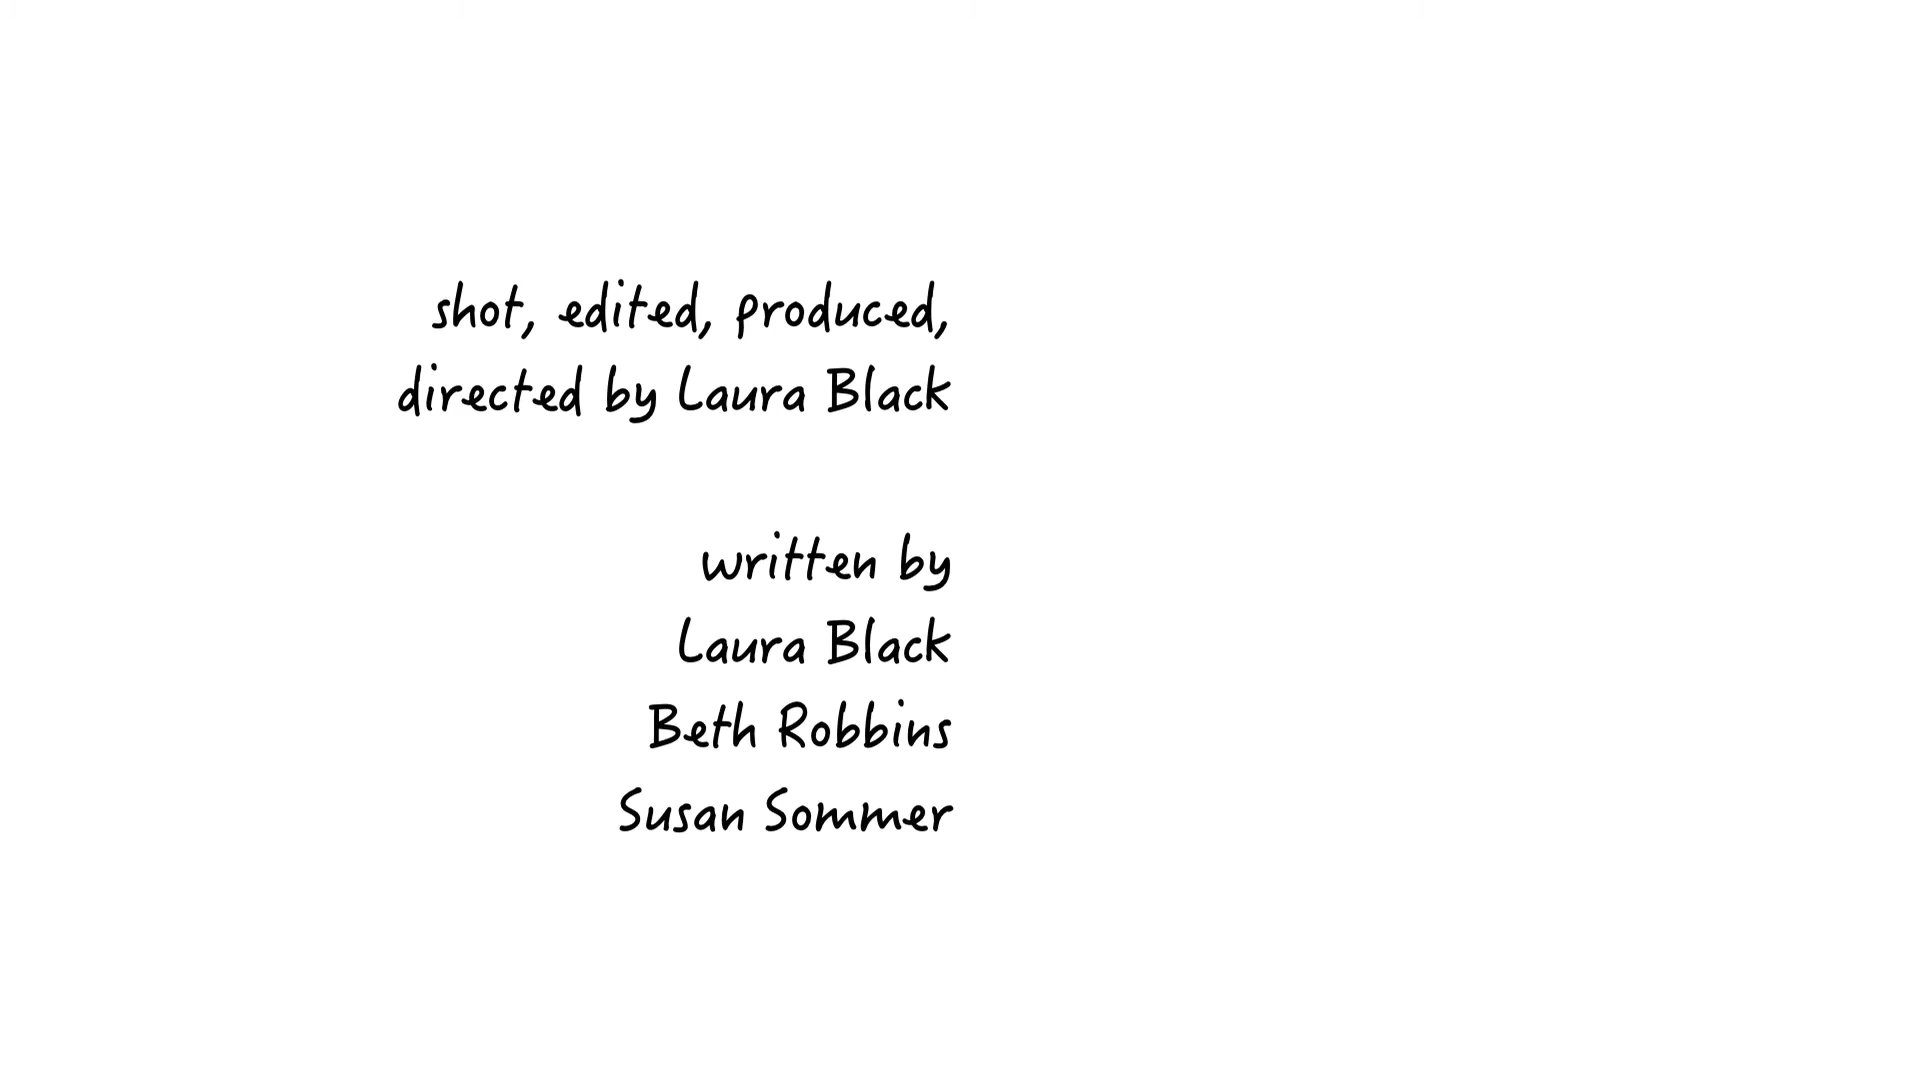 shot, edited, produced,
directed by Laura Black
written by
Laura Black
Beth Robbins
Susan Sommer